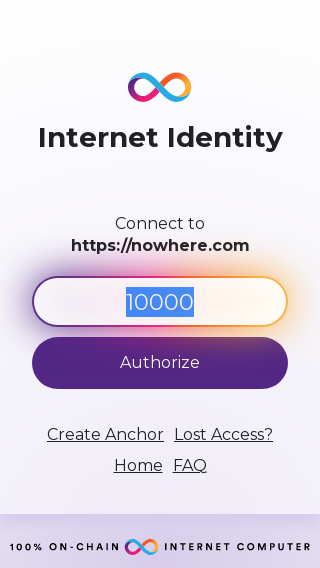 Internet Identity
Connect to
https://nowhere.com
10000
Authorize
Create Anchor Lost Access?
Home FAQ
100% ON-CHAIN INTERNET COMPUTER